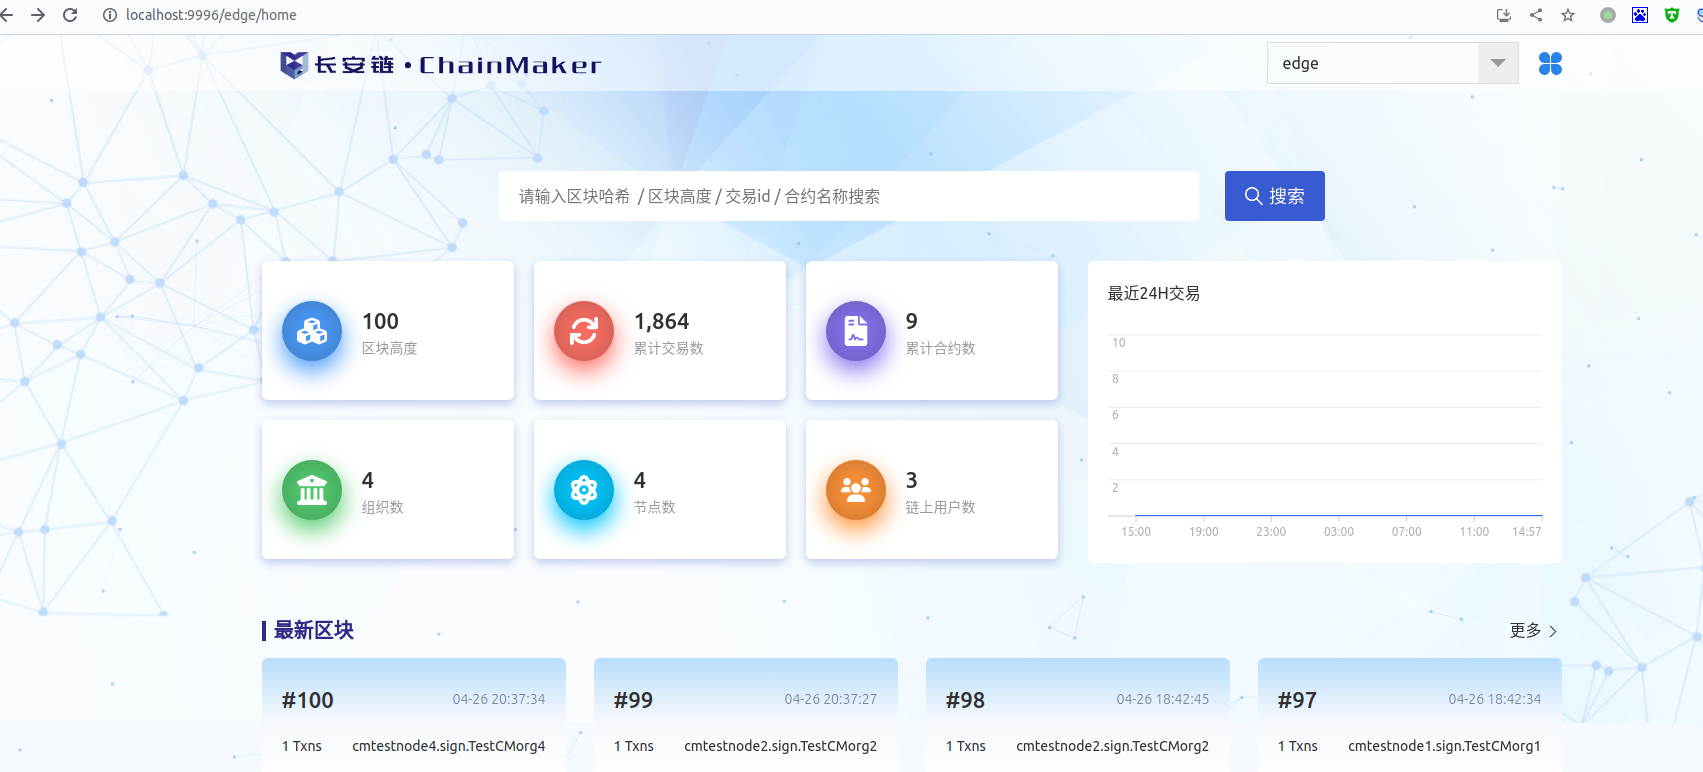 localhost:9996/edge/home
长安链·ChainMaker
edge
请输入区块哈希 / 区块高度 / 交易id / 合约名称搜索
搜索
100
区块高度
1,864
累计交易数
9
累计合约数
4
组织数
4
节点数
3
链上用户数
最近24H交易
10
8
6
4
2
15:00 19:00 23:00 03:00 07:00 11:00 14:57
最新区块
更多
#100 04-26 20:37:34
1 Txns cmtestnode4.sign.TestCMorg4
#99 04-26 20:37:27
1 Txns cmtestnode2.sign.TestCMorg2
#98 04-26 18:42:45
1 Txns cmtestnode2.sign.TestCMorg2
#97 04-26 18:42:34
1 Txns cmtestnode1.sign.TestCMorg1